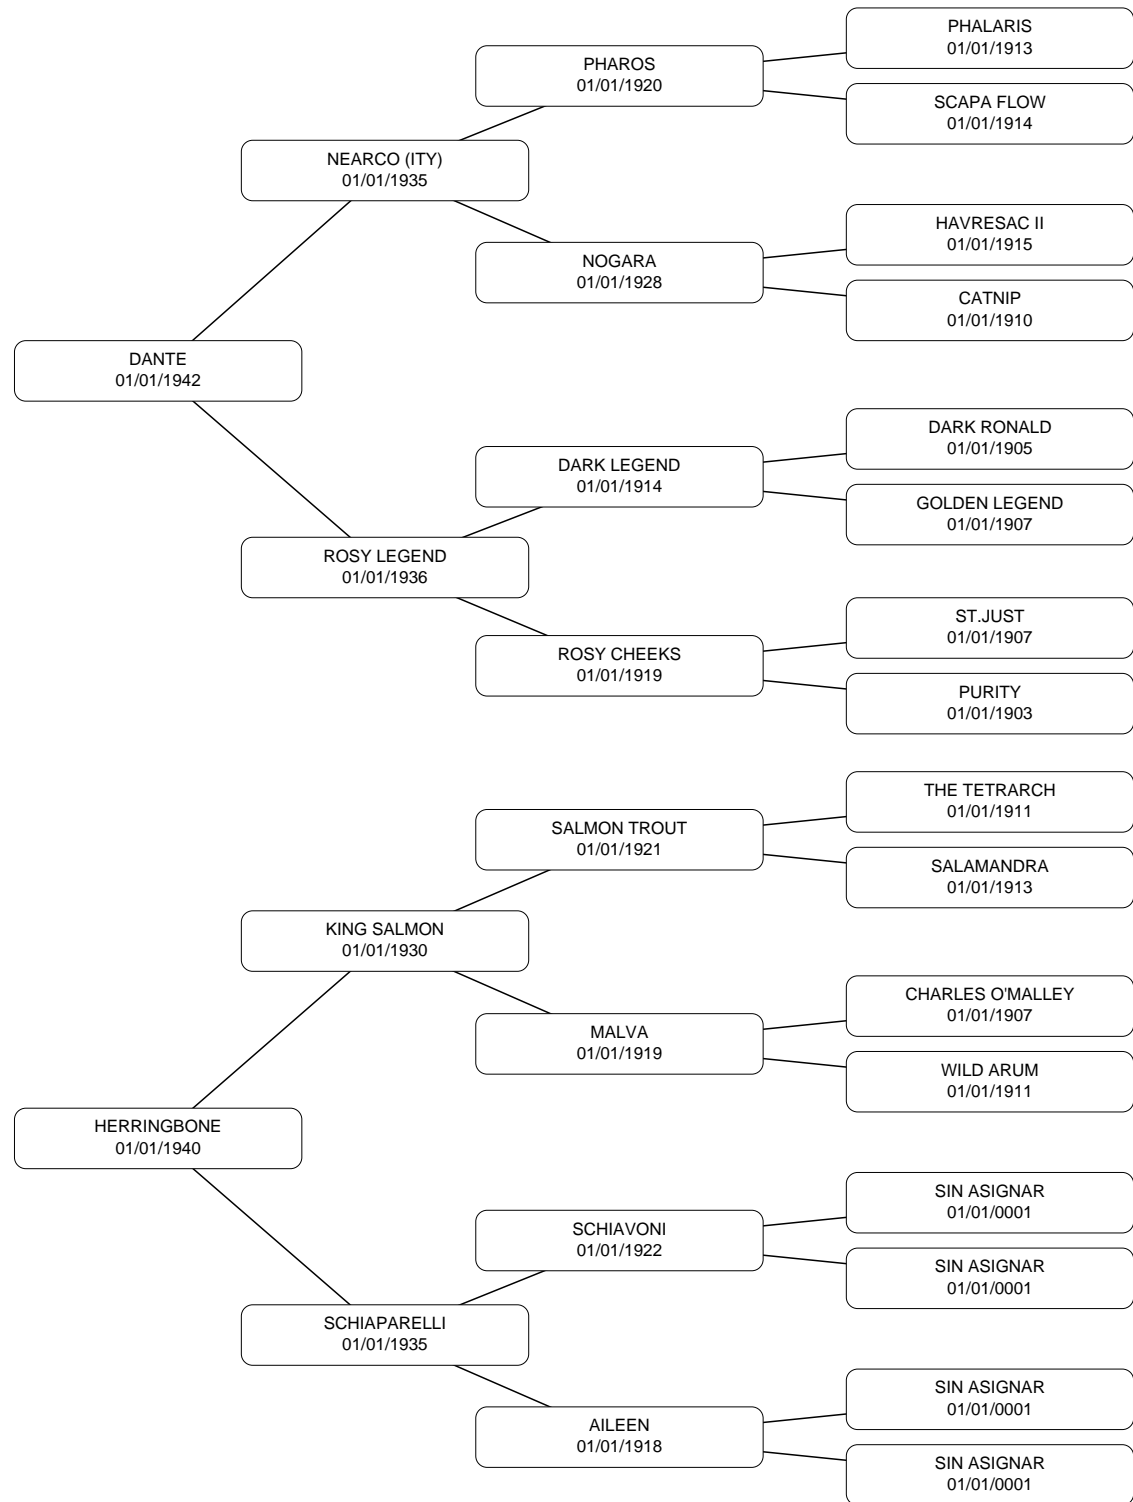 PHALARIS
01/01/1913
PHAROS
01/01/1920
SCAPA FLOW
01/01/1914
NEARCO (ITY)
01/01/1935
HAVRESAC II
01/01/1915
NOGARA
01/01/1928
CATNIP
01/01/1910
DANTE
01/01/1942
DARK RONALD
01/01/1905
DARK LEGEND
01/01/1914
GOLDEN LEGEND
01/01/1907
ROSY LEGEND
01/01/1936
ST.JUST
01/01/1907
ROSY CHEEKS
01/01/1919
PURITY
01/01/1903
THE TETRARCH
01/01/1911
SALMON TROUT
01/01/1921
SALAMANDRA
01/01/1913
KING SALMON
01/01/1930
CHARLES O'MALLEY
01/01/1907
MALVA
01/01/1919
WILD ARUM
01/01/1911
HERRINGBONE
01/01/1940
SIN ASIGNAR
01/01/0001
SCHIAVONI
01/01/1922
SIN ASIGNAR
01/01/0001
SCHIAPARELLI
01/01/1935
SIN ASIGNAR
01/01/0001
AILEEN
01/01/1918
SIN ASIGNAR
01/01/0001